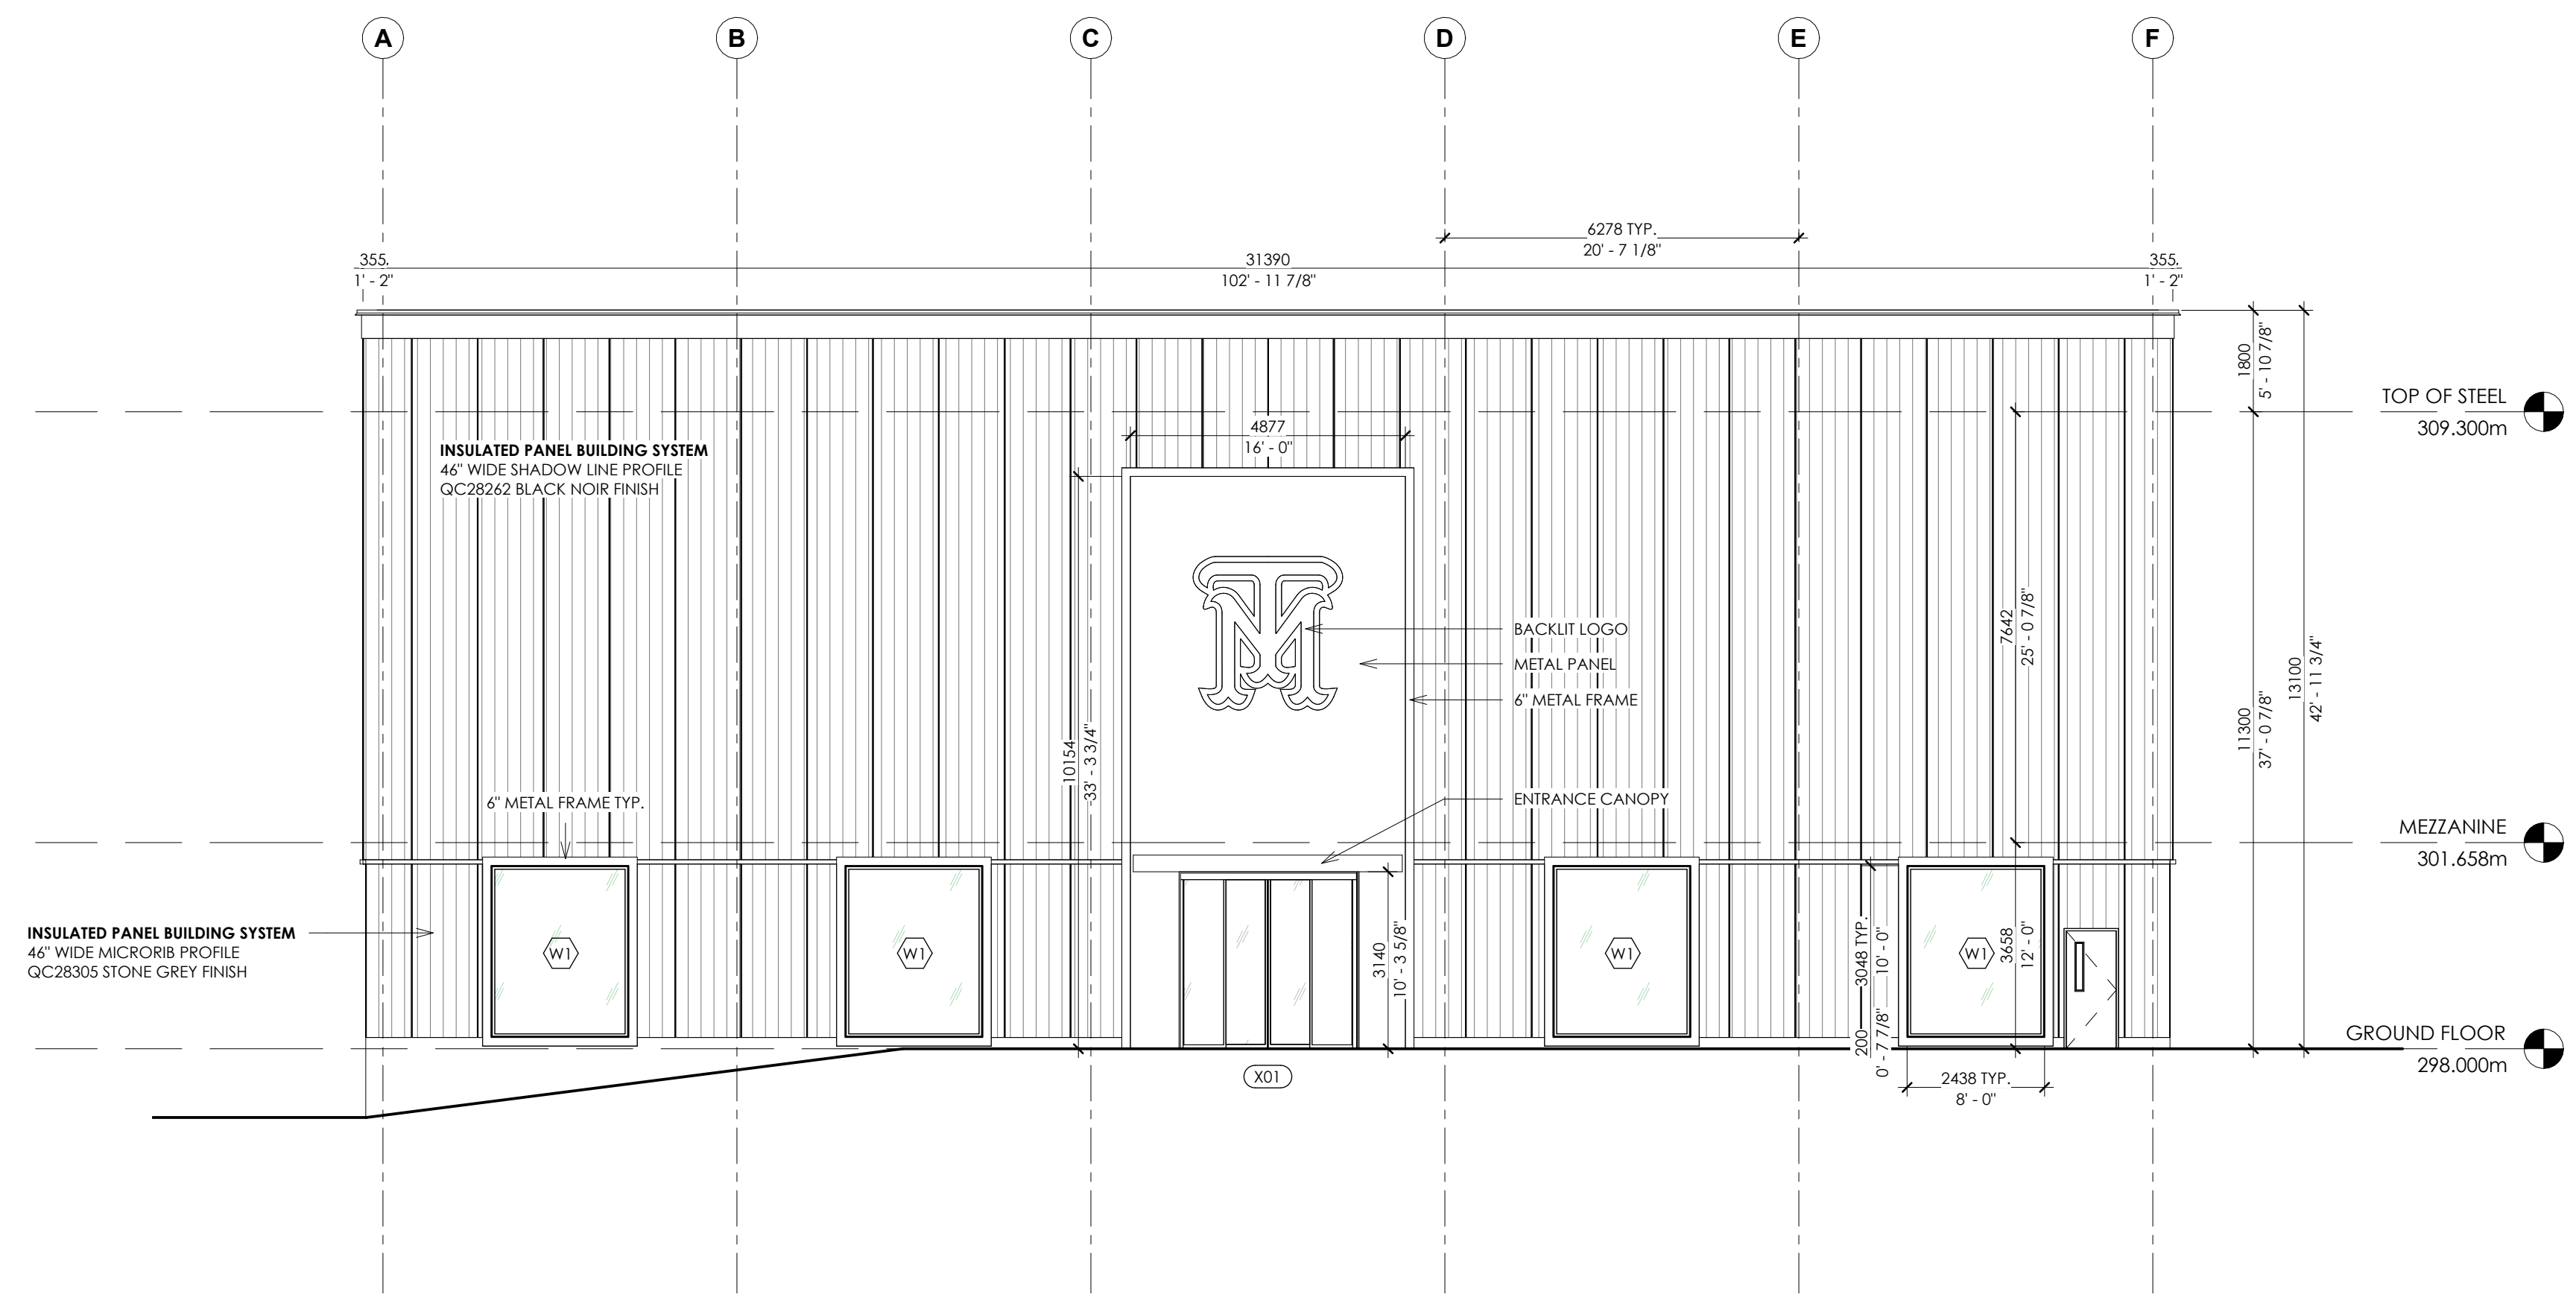 A B C D E F
6278 TYP.
20' - 7 1/8"
355.
1' - 2"
31390
102' - 11 7/8"
355.
1' - 2"
1800
5' - 10 7/8"
TOP OF STEEL
309.300m
4877
16' - 0"
INSULATED PANEL BUILDING SYSTEM
46" WIDE SHADOW LINE PROFILE
QC28262 BLACK NOIR FINISH
BACKLIT LOGO
METAL PANEL
6" METAL FRAME
7642
25' - 0 7/8"
13100
42' - 11 3/4"
11300
37' - 0 7/8"
10154
33' - 3 3/4"
6" METAL FRAME TYP.
ENTRANCE CANOPY
MEZZANINE
301.658m
INSULATED PANEL BUILDING SYSTEM
46" WIDE MICRORIB PROFILE
QC28305 STONE GREY FINISH
W1
W1
W1
W1
3140
10' - 3 5/8"
3048 TYP.
10' - 0"
3658
12' - 0"
200
0' - 7 7/8"
GROUND FLOOR
298.000m
X01
2438 TYP.
8' - 0"